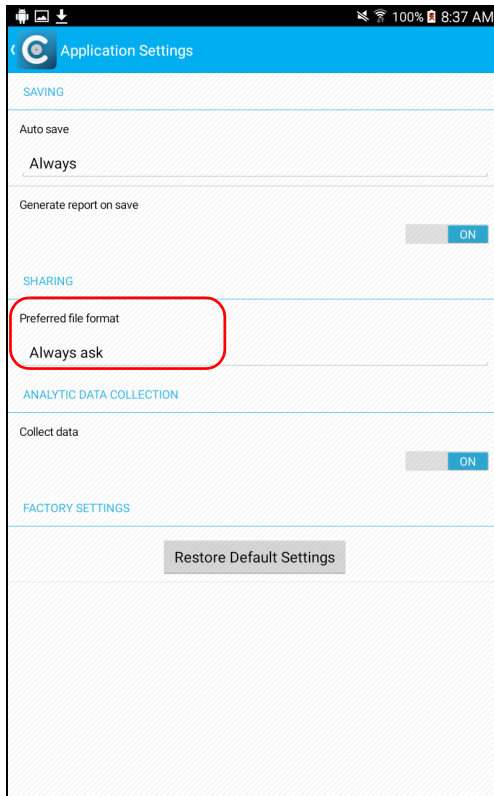 100% 8:37 AM
Application Settings
SAVING
Auto save
Always
Generate report on save
ON
SHARING
Preferred file format
Always ask
ANALYTIC DATA COLLECTION
Collect data
ON
FACTORY SETTINGS
Restore Default Settings